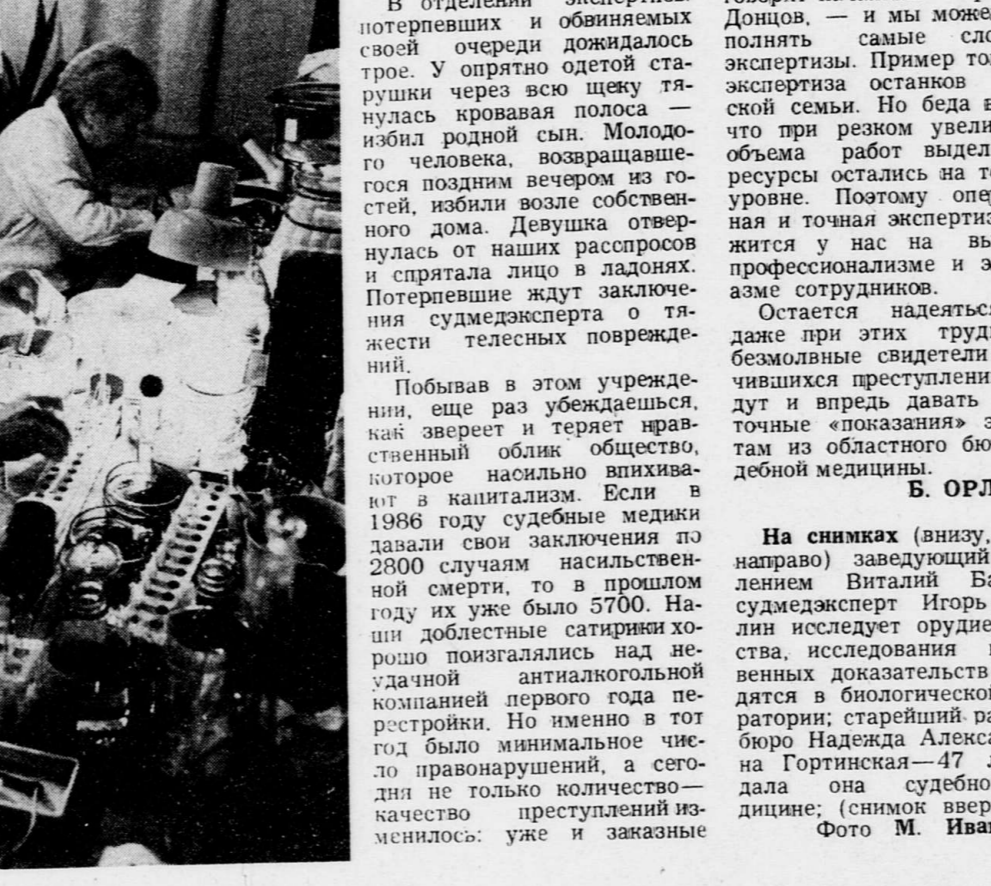 В отделении
потерпевших и обвиняемых
своей очереди дожидалось
трое. У опрятно одетой ста-
рушки через всю щеку тя-
нулась кровавая полоса —
избил родной сын. Молодо-
го человека, возвращавше-
гося поздним вечером из го-
стей, избили возле собствен-
ного дома. Девушка отвер-
нулась от наших расспросов
и спрятала лицо в ладонях.
Потерпевшие ждут заключе-
ния судмедэксперта о тя-
жести телесных поврежде-
ний.
Побывав в этом учрежде-
нии, еще раз убеждаешься,
как звереет и теряет нрав-
ственный облик общество,
которое насильно впихива-
ют в капитализм. Если в
1986 году судебные медики
давали свои заключения по
2800 случаям насильствен-
ной смерти, то в прошлом
году их уже было 5700. На-
ши доблестные сатирики хо-
рошо поизгалялись над не-
удачной антиалкогольной
компанией первого года пе-
рестройки. Но именно в тот
год было минимальное чис-
ло правонарушений, а сего-
дня не только количество—
качество преступлений из-
менилось: уже и заказные
Донцов, — и мы може
полнять самые сло
экспертизы. Пример то
экспертиза останков
ской семьи. Но беда в
что при резком увели
объема работ выдел
ресурсы остались на т
уровне. Поэтому опе
ная и точная эксперти
жится у нас на вы
профессионализме и э
азме сотрудников.
Остается надеяться
даже при этих труд
безмолвные свидетели
чившихся преступлени
дут и впредь давать
точные «показания» э
там из областного бю
дебной медицины.
Б. ОРЛ
На снимках (внизу,
направо) заведующий
лением Виталий Ба
судмедэксперт Игорь
лин исследует орудие
ства, исследования
венных доказательств
дятся в биологической
ратории; старейший ра
бюро Надежда Алекса
на Гортинская—47 л
дала она судебно
дицине; (снимок ввер
Фото М. Ива